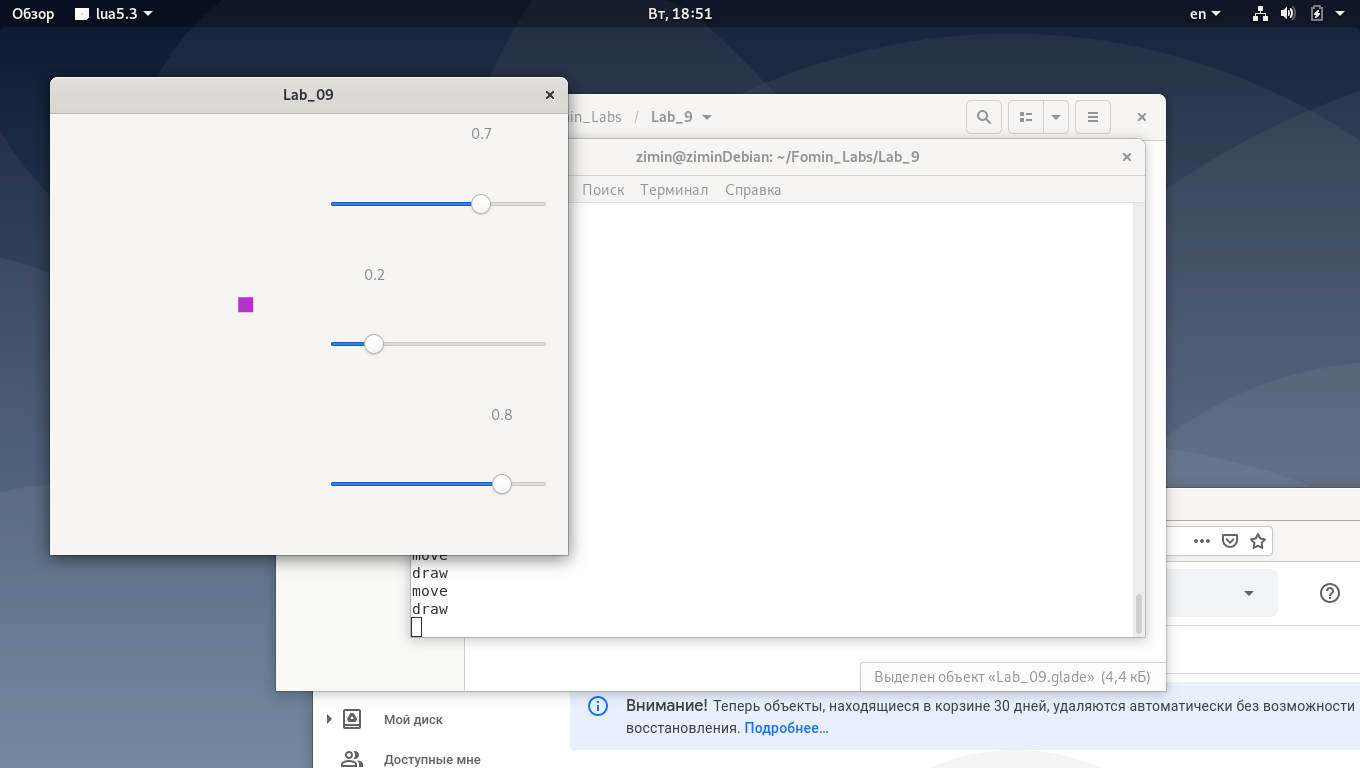 Обзор
lua5.3
Вт, 18:51
en
Lab_09
0.7
0.2
0.8
in_Labs / Lab_9
zimin@ziminDebian: ~/Fomin_Labs/Lab_9
Поиск Терминал Справка
move
draw
move
draw
Выделен объект «Lab_09.glade» (4,4 кБ)
Мой диск
Доступные мне
Внимание! Теперь объекты, находящиеся в корзине 30 дней, удаляются автоматически без возможности
восстановления. Подробнее…